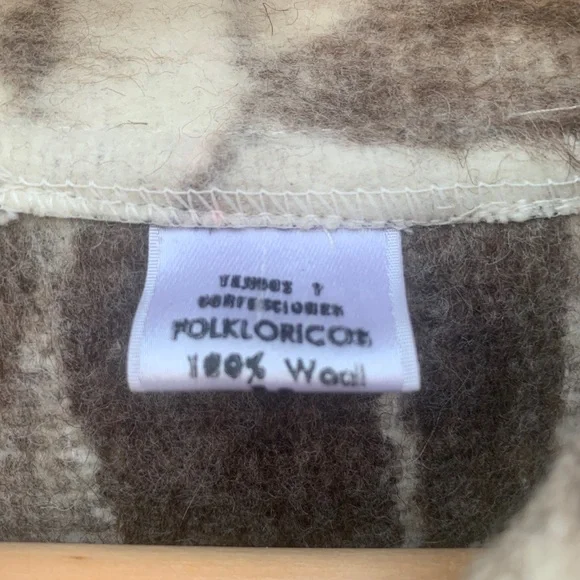 TEJIDOS Y
CONFECCIONES
FOLKLORICOS
100% Wool